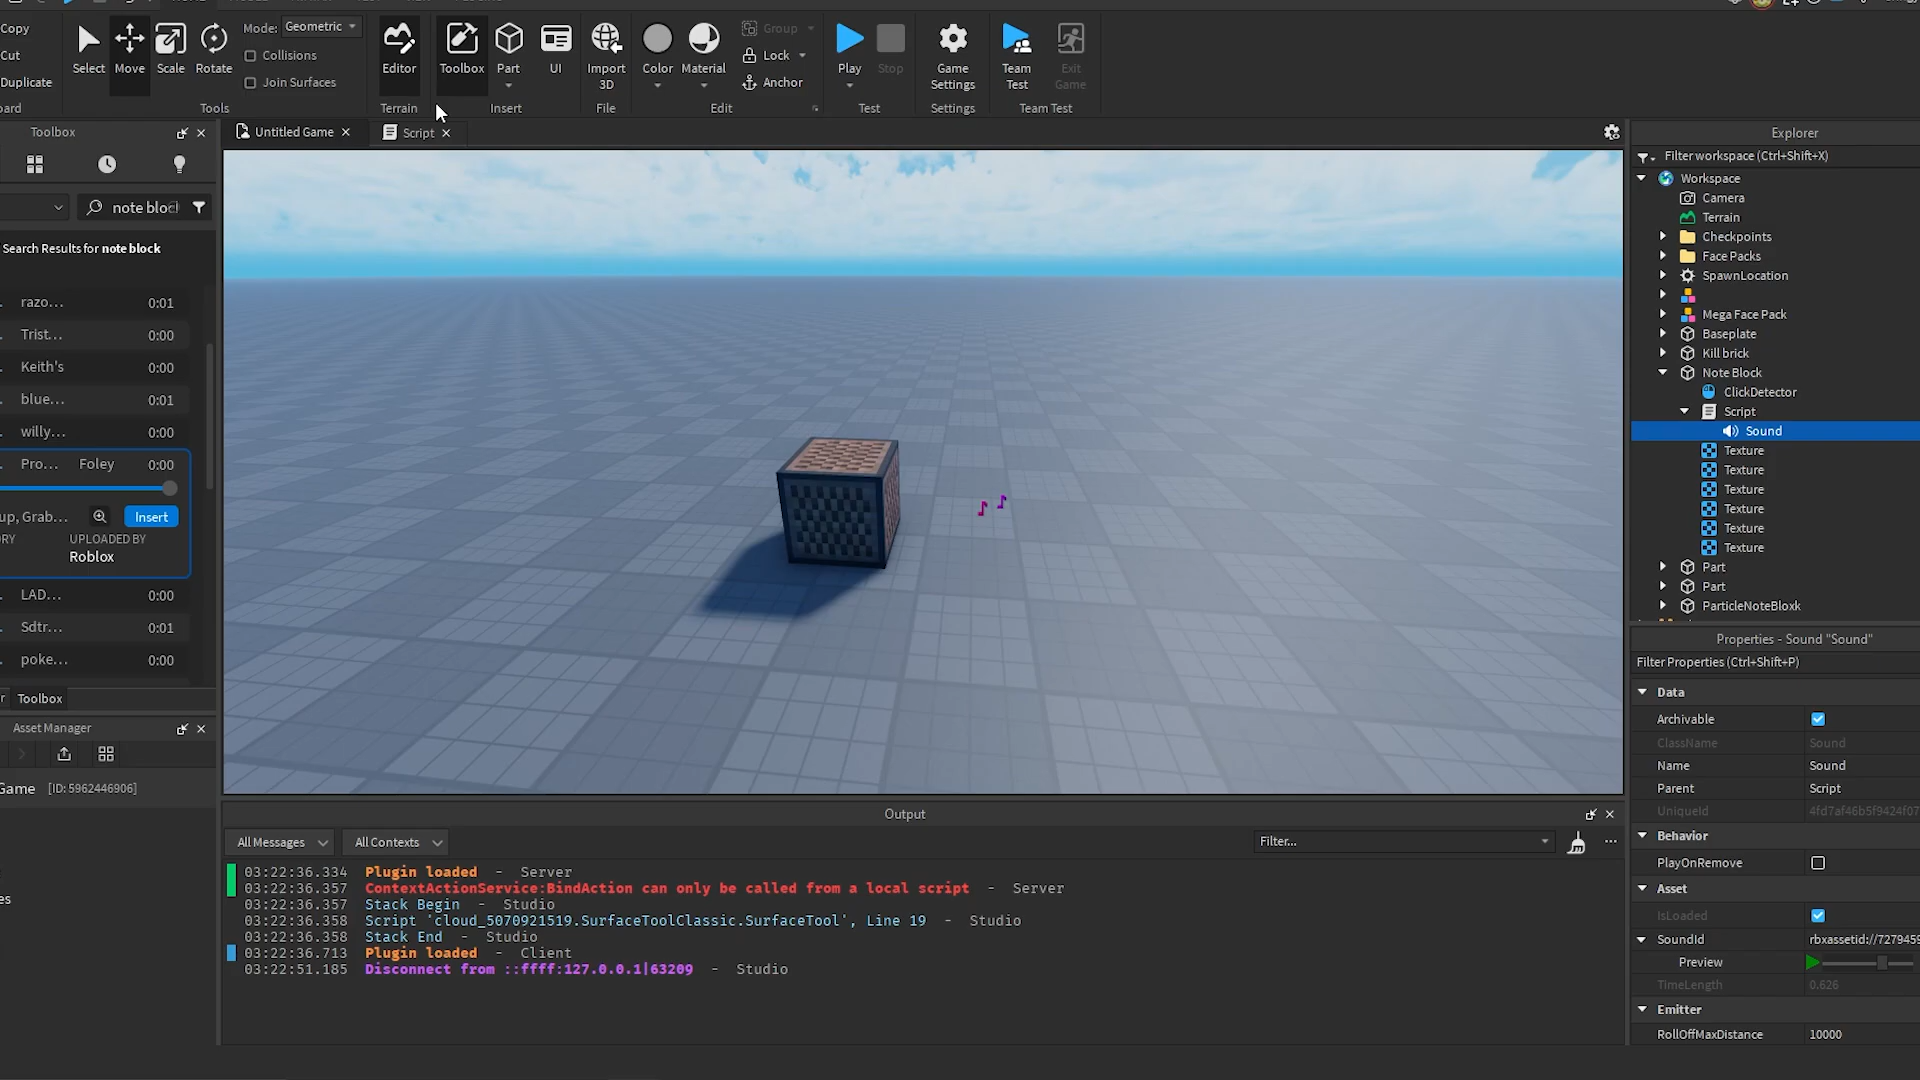 Copy
Cut
Duplicate
oard
Select
Move
Scale
Rotate
Mode:
Geometric
Collisions
Join Surfaces
Tools
Editor
Terrain
Toolbox
Part
UI
Insert
Import
3D
File
Color
Material
Group
Lock
Anchor
Edit
Play
Stop
Test
Game
Settings
Settings
Team
Test
Exit
Game
Team Test
Toolbox
note bloc
Search Results for note block
razo... 0:01
Trist... 0:00
Keith's 0:00
blue... 0:01
willy... 0:00
Pro... Foley 0:00
up, Grab...
Insert
RY
UPLOADED BY
Roblox
LAD... 0:00
Sdtr... 0:01
poke... 0:00
r
Toolbox
Asset Manager
Game [ID: 5962446906]
es
Untitled Game
Script
Output
All Messages
All Contexts
Filter...
03:22:36.334 Plugin loaded - Server
03:22:36.357 ContextActionService:BindAction can only be called from a local script - Server
03:22:36.357 Stack Begin - Studio
03:22:36.358 Script 'cloud_5070921519.SurfaceToolClassic.SurfaceTool', Line 19 - Studio
03:22:36.358 Stack End - Studio
03:22:36.713 Plugin loaded - Client
03:22:51.185 Disconnect from ::ffff:127.0.0.1|63209 - Studio
Explorer
Filter workspace (Ctrl+Shift+X)
Workspace
Camera
Terrain
Checkpoints
Face Packs
SpawnLocation
Mega Face Pack
Baseplate
Kill brick
Note Block
ClickDetector
Script
Sound
Texture
Texture
Texture
Texture
Texture
Texture
Part
Part
ParticleNoteBloxk
Properties - Sound "Sound"
Filter Properties (Ctrl+Shift+P)
Data
Archivable
ClassName Sound
Name Sound
Parent Script
UniqueId 4fd7af46b5f9424f07
Behavior
PlayOnRemove
Asset
IsLoaded
SoundId rbxassetid://7279459
Preview
TimeLength 0.626
Emitter
RollOffMaxDistance 10000